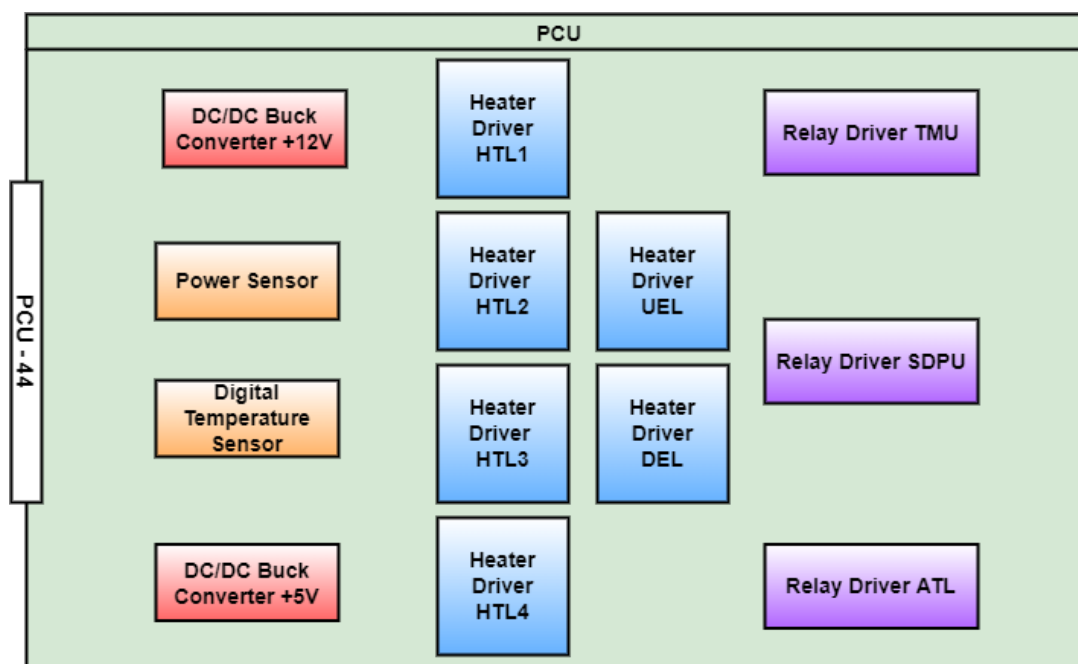 PCU
DC/DC Buck
Converter +12V
Heater
Driver
HTL1
Relay Driver TMU
PCU - 44
Power Sensor
Heater
Driver
HTL2
Heater
Driver
UEL
Relay Driver SDPU
Digital
Temperature
Sensor
Heater
Driver
HTL3
Heater
Driver
DEL
DC/DC Buck
Converter +5V
Heater
Driver
HTL4
Relay Driver ATL